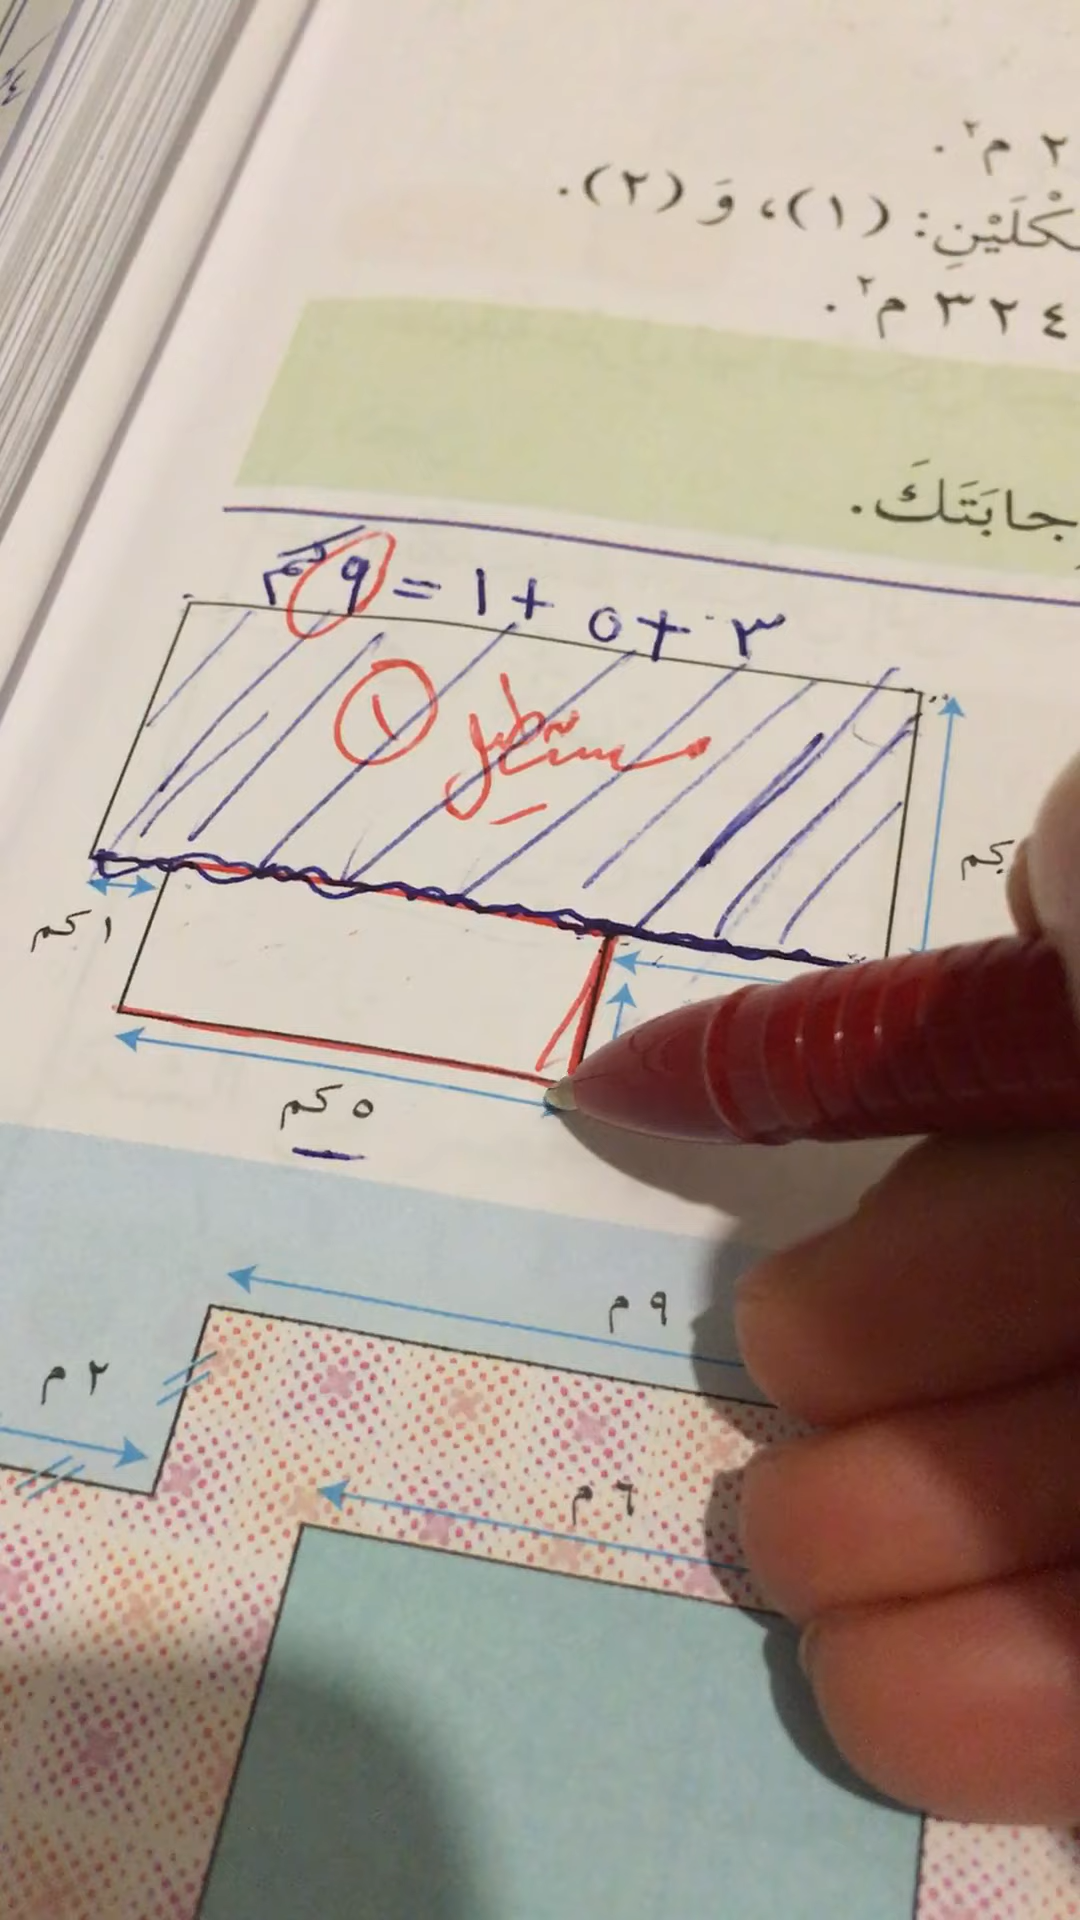 ٢ م٢.
: (١)، وَ (٢).
٣٢٤ م٢.
جابَتَكَ.
٣ + ٥ + ١ = ٩ كم
مستطيل ١
كم
١ كم
٥ كم
٩ م
٢ م
٦ م